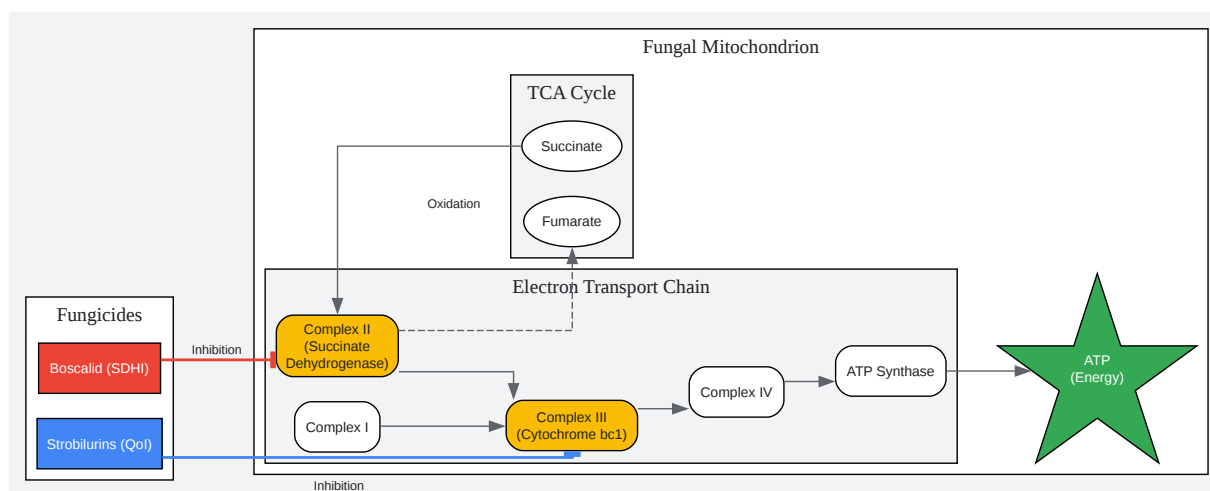 Fungal Mitochondrion
TCA Cycle
Succinate
Oxidation
Fumarate
Electron Transport Chain
Fungicides
Complex II
(Succinate
Dehydrogenase)
Inhibition
Boscalid (SDHI)
ATP
(Energy)
ATP Synthase
Complex IV
Complex III
(Cytochrome bc1)
Complex I
Strobilurins (QoI)
Inhibition